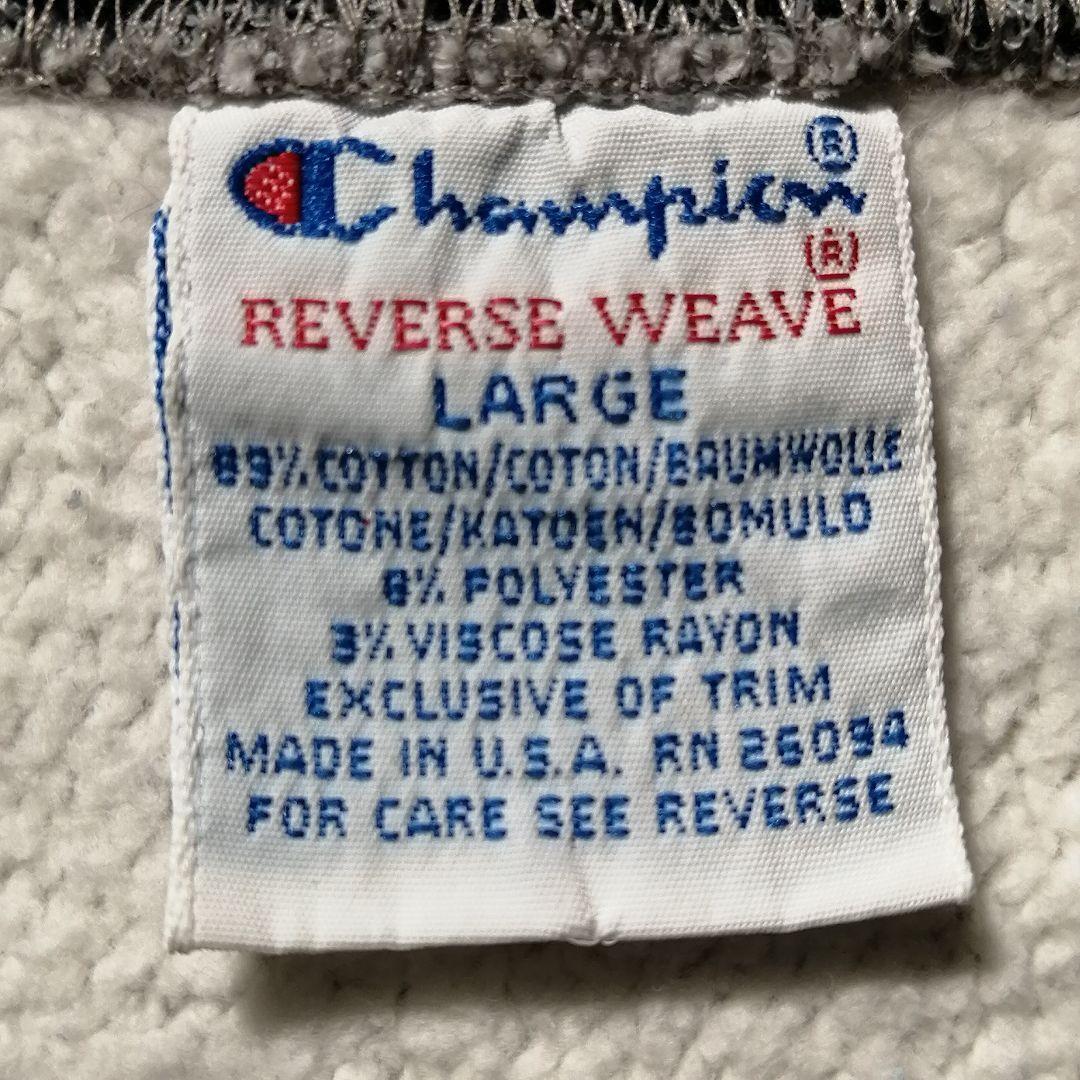 Champion®
®
REVERSE WEAVE
LARGE
89% COTTON/COTON/BAUMWOLLE
COTONE/KATOEN/BOMULD
8% POLYESTER
3% VISCOSE RAYON
EXCLUSIVE OF TRIM
MADE IN U.S.A. RN 26094
FOR CARE SEE REVERSE